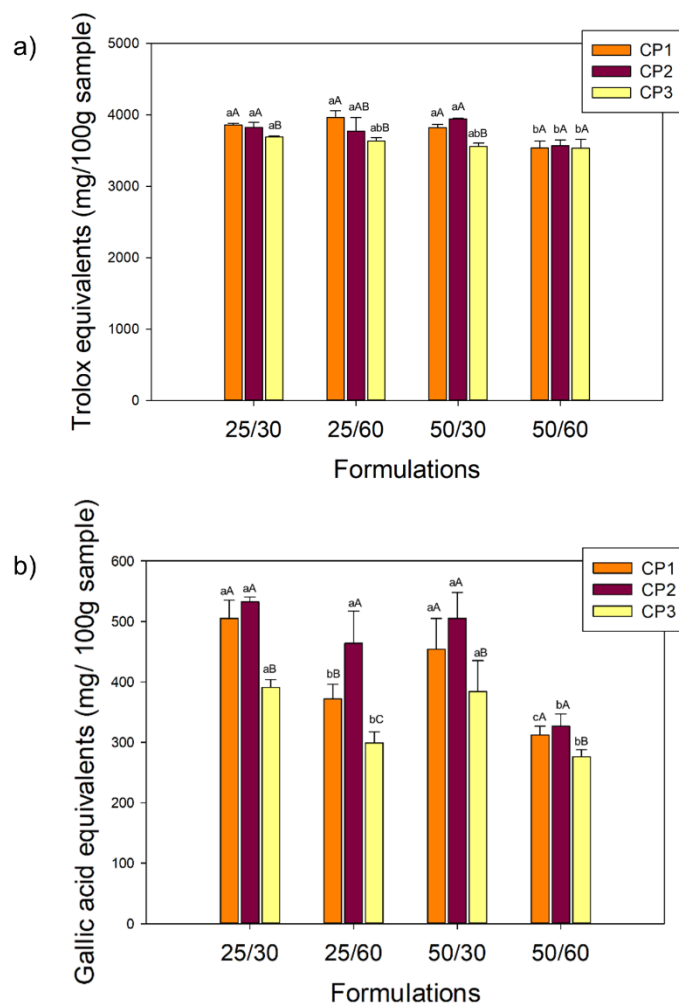 a)
Trolox equivalents (mg/100g sample)
5000
4000
3000
2000
1000
0
CP1
CP2
CP3
aA aA aB
aA aAB abB
aA aA abB
bA bA bA
25/30 25/60 50/30 50/60
Formulations
b)
Gallic acid equivalents (mg/ 100g sample)
600
500
400
300
200
100
0
CP1
CP2
CP3
aA aA aB
bB aA bC
aA aA aB
cA bA bB
25/30 25/60 50/30 50/60
Formulations